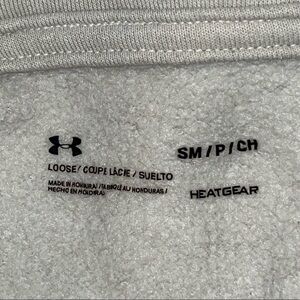 SM / P / CH
LOOSE / COUPE LÂCHE / SUELTO
MADE IN HONDURAS / FABRIQUÉ AU HONDURAS /
HECHO EN HONDURAS
HEATGEAR